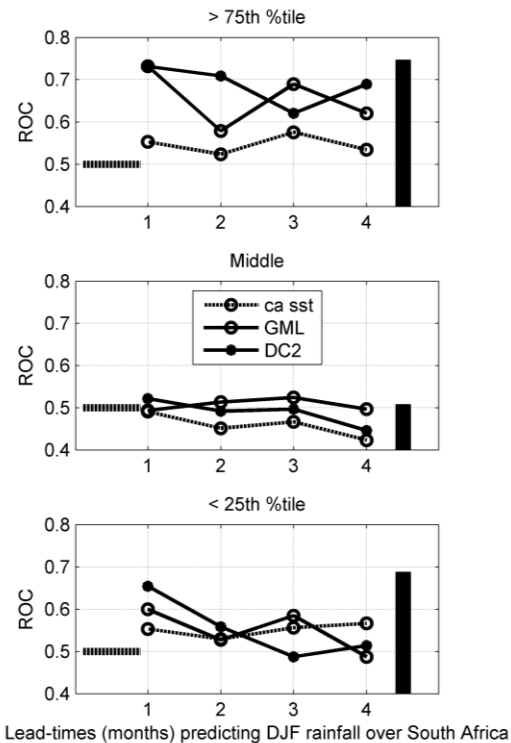 > 75th %tile
0.8
0.7
0.6
0.5
0.4
ROC
1 2 3 4
Middle
0.8
0.7
0.6
0.5
0.4
ROC
ca sst
GML
DC2
1 2 3 4
< 25th %tile
0.8
0.7
0.6
0.5
0.4
ROC
1 2 3 4
Lead-times (months) predicting DJF rainfall over South Africa